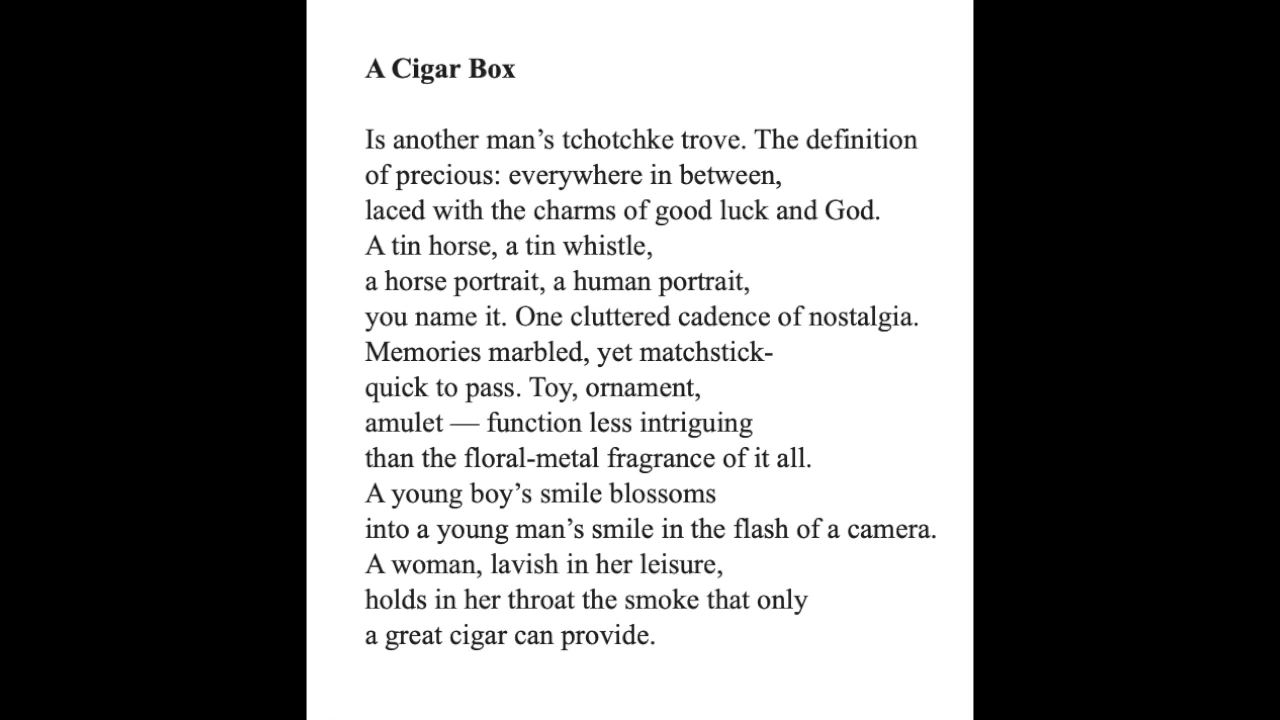 A Cigar Box
Is another man’s tchotchke trove. The definition
of precious: everywhere in between,
laced with the charms of good luck and God.
A tin horse, a tin whistle,
a horse portrait, a human portrait,
you name it. One cluttered cadence of nostalgia.
Memories marbled, yet matchstick-
quick to pass. Toy, ornament,
amulet — function less intriguing
than the floral-metal fragrance of it all.
A young boy’s smile blossoms
into a young man’s smile in the flash of a camera.
A woman, lavish in her leisure,
holds in her throat the smoke that only
a great cigar can provide.